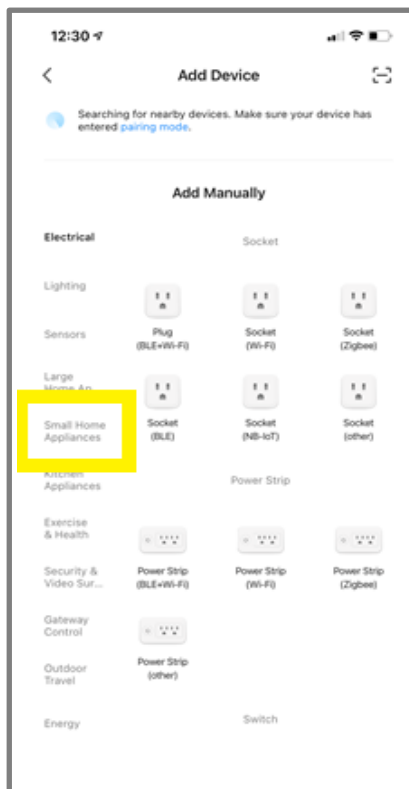 12:30
Add Device
Searching for nearby devices. Make sure your device has
entered pairing mode.
Add Manually
Electrical
Socket
Lighting
Plug
(BLE+Wi-Fi)
Socket
(Wi-Fi)
Socket
(Zigbee)
Sensors
Large
Home Ap...
Small Home
Appliances
Socket
(BLE)
Socket
(NB-IoT)
Socket
(other)
Kitchen
Appliances
Power Strip
Exercise
& Health
Security &
Video Sur...
Power Strip
(BLE+Wi-Fi)
Power Strip
(Wi-Fi)
Power Strip
(Zigbee)
Gateway
Control
Outdoor
Travel
Power Strip
(other)
Energy
Switch